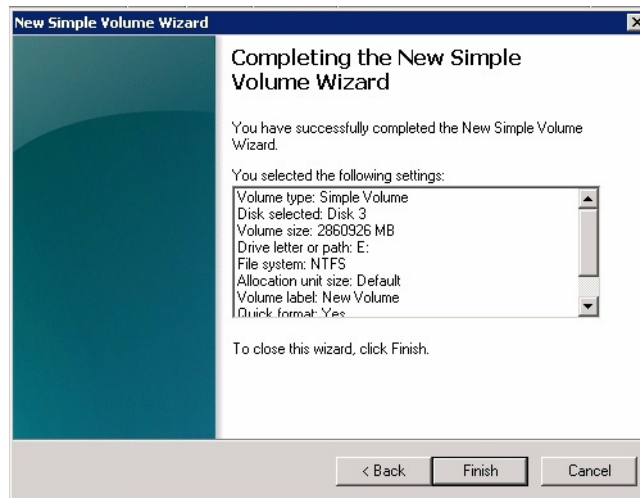 New Simple Volume Wizard
Completing the New Simple
Volume Wizard
You have successfully completed the New Simple Volume
Wizard.
You selected the following settings:
Volume type: Simple Volume
Disk selected: Disk 3
Volume size: 2860926 MB
Drive letter or path: E:
File system: NTFS
Allocation unit size: Default
Volume label: New Volume
Quick format: Yes
To close this wizard, click Finish.
< Back
Finish
Cancel